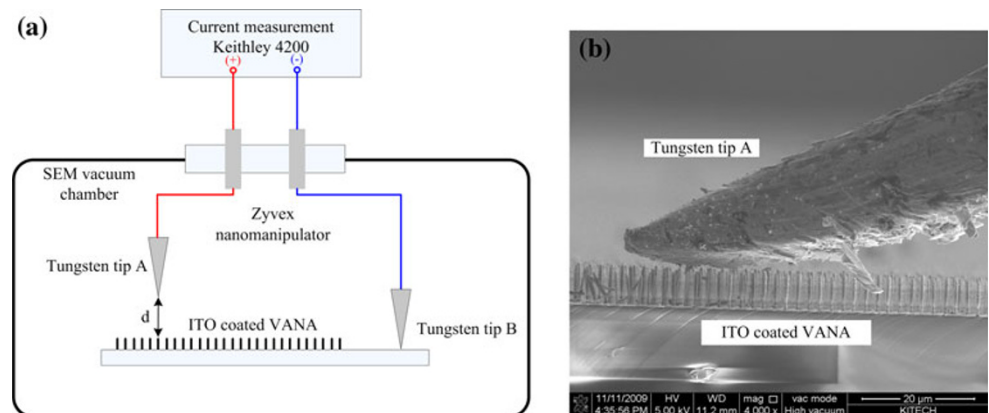 (a)
Current measurement
Keithley 4200
(+)
(-)
SEM vacuum
chamber
Zyvex
nanomanipulator
Tungsten tip A
d
ITO coated VANA
Tungsten tip B
(b)
Tungsten tip A
ITO coated VANA
11/11/2009 HV WD mag vac mode 20 µm
4:35:56 PM 5.00 kV 11.2 mm 4,000 x High vacuum KITECH